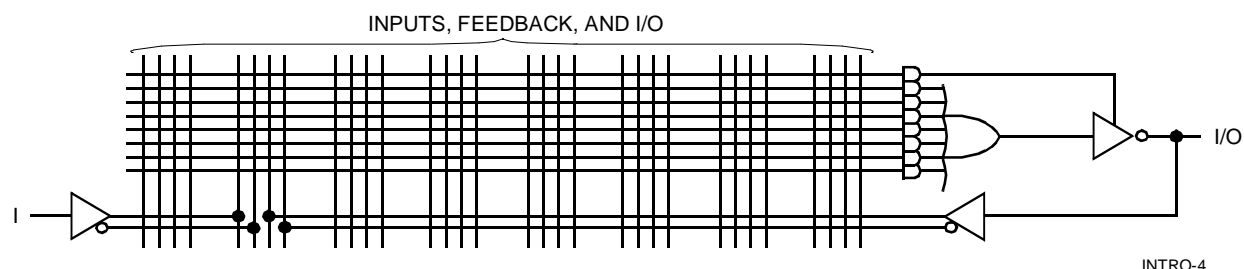 INPUTS, FEEDBACK, AND I/O
I/O
I
INTRO-4